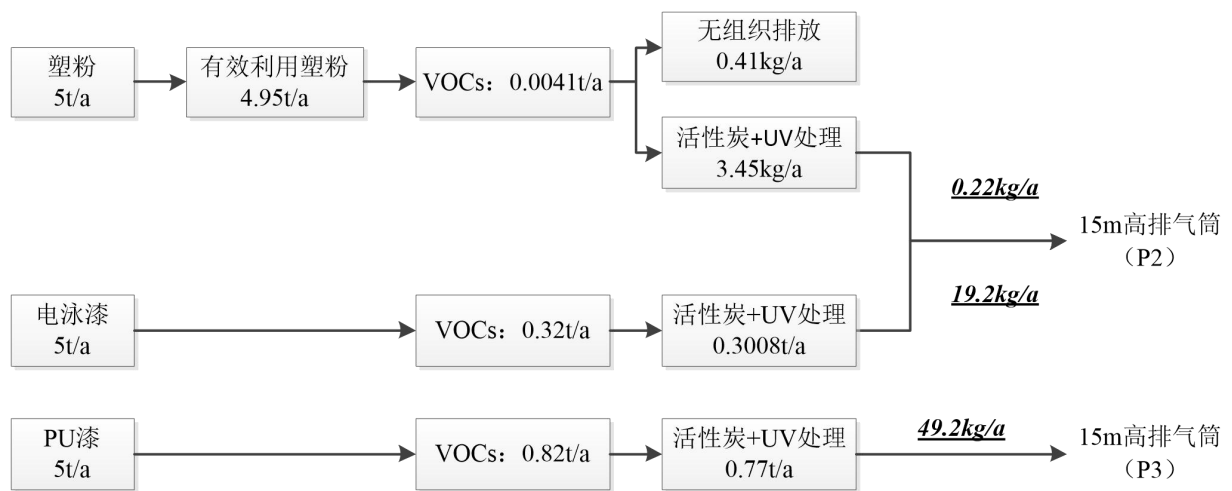 塑粉
5t/a
有效利用塑粉
4.95t/a
VOCs：0.0041t/a
无组织排放
0.41kg/a
活性炭+UV处理
3.45kg/a
0.22kg/a
15m高排气筒
（P2）
19.2kg/a
电泳漆
5t/a
VOCs：0.32t/a
活性炭+UV处理
0.3008t/a
PU漆
5t/a
VOCs：0.82t/a
活性炭+UV处理
0.77t/a
49.2kg/a
15m高排气筒
（P3）